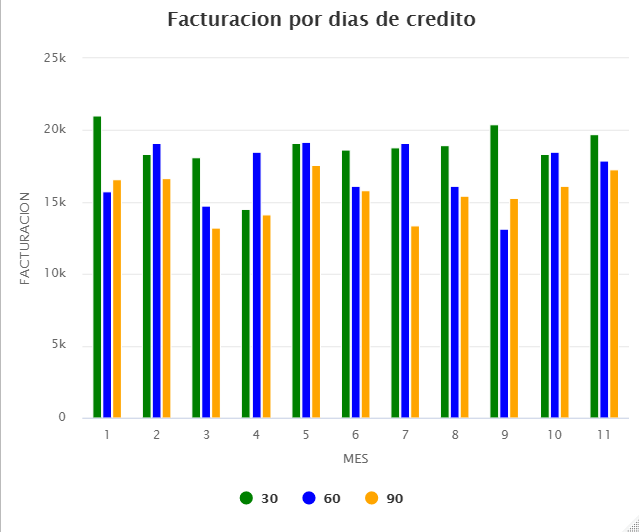 Facturacion por dias de credito
25k
20k
15k
10k
5k
0
FACTURACION
1 2 3 4 5 6 7 8 9 10 11
MES
30 60 90